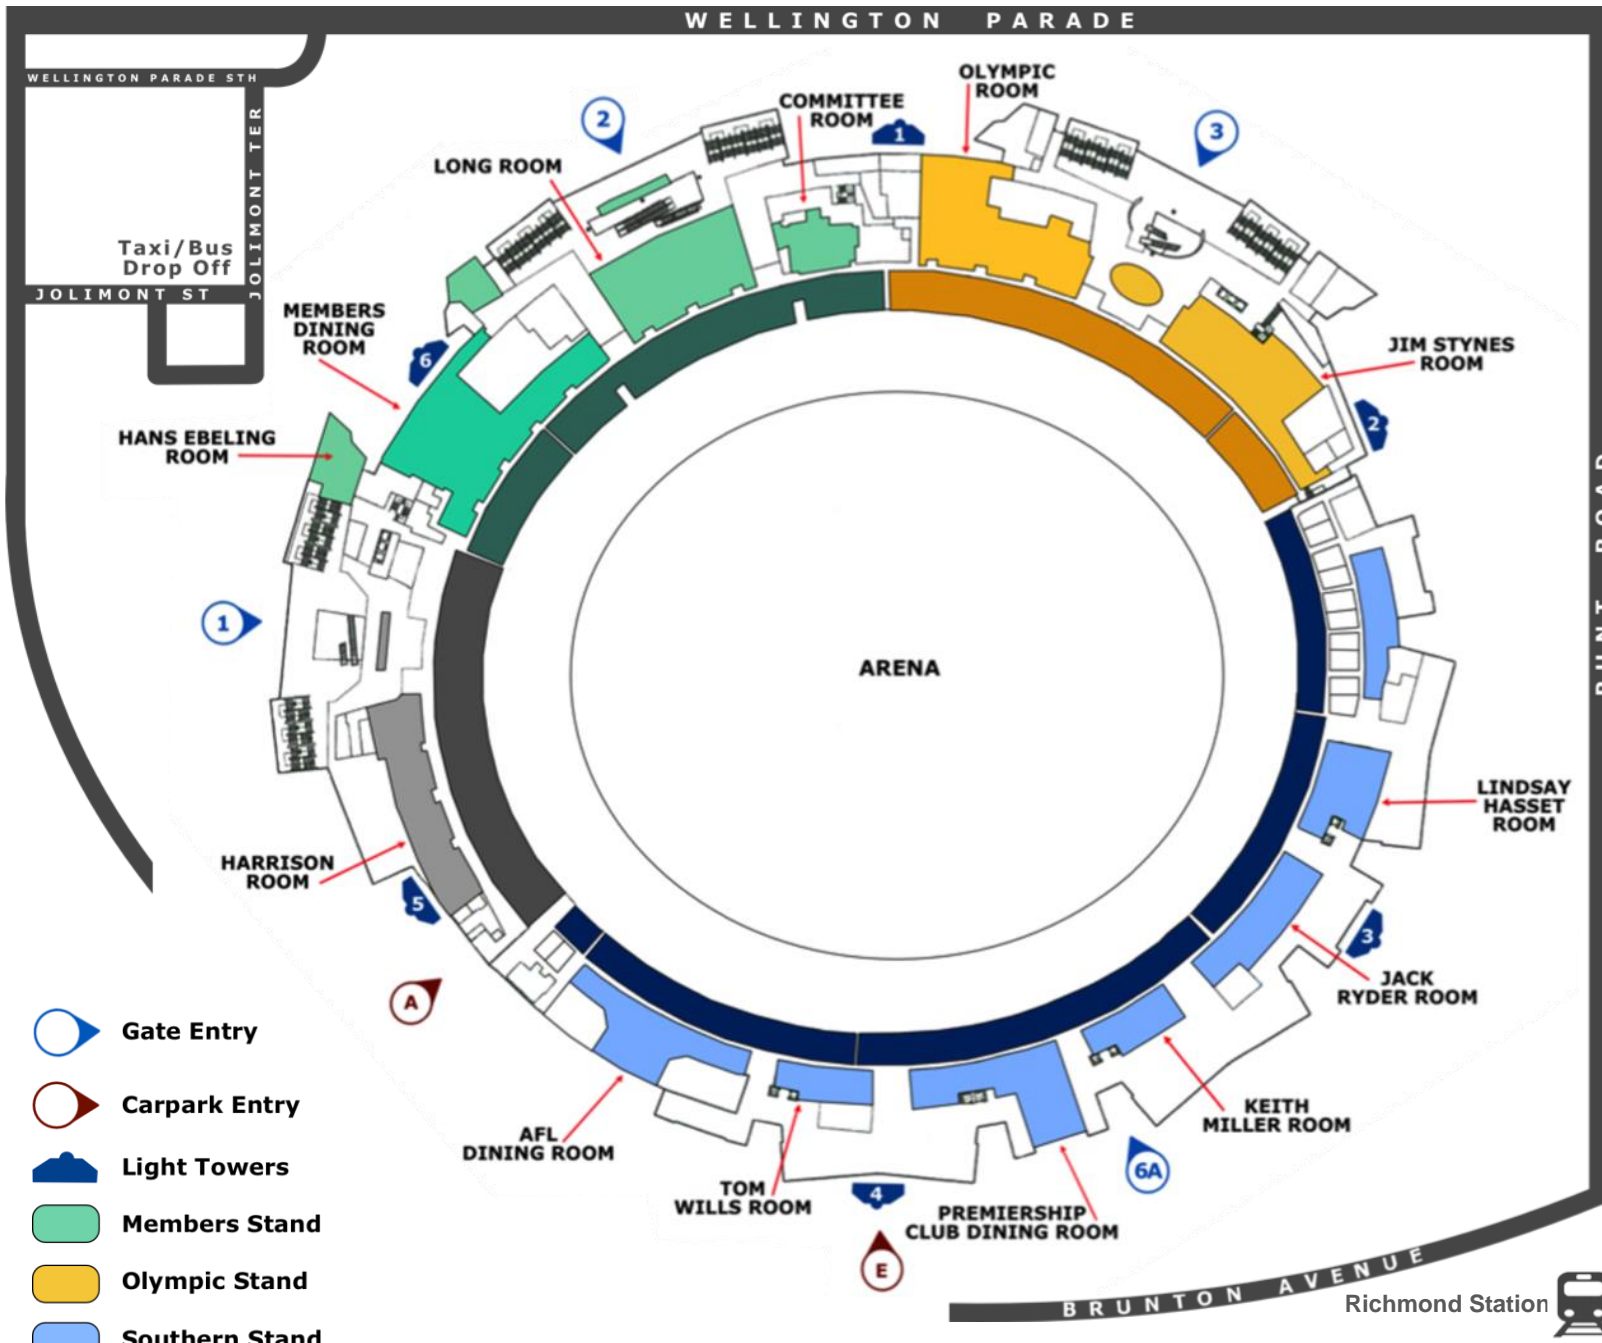 WELLINGTON PARADE
WELLINGTON PARADE STH
JOLIMONT TER
Taxi/Bus
Drop Off
JOLIMONT ST
OLYMPIC
ROOM
COMMITTEE
ROOM
1
2
3
LONG ROOM
MEMBERS
DINING
ROOM
6
JIM STYNES
ROOM
2
HANS EBELING
ROOM
1
ARENA
ROAD
LINDSAY
HASSET
ROOM
HARRISON
ROOM
5
3
JACK
RYDER ROOM
A
KEITH
MILLER ROOM
AFL
DINING ROOM
6A
TOM
WILLS ROOM
4
PREMIERSHIP
CLUB DINING ROOM
E
BRUNTON AVENUE
Richmond Station
Gate Entry
Carpark Entry
Light Towers
Members Stand
Olympic Stand
Southern Stand